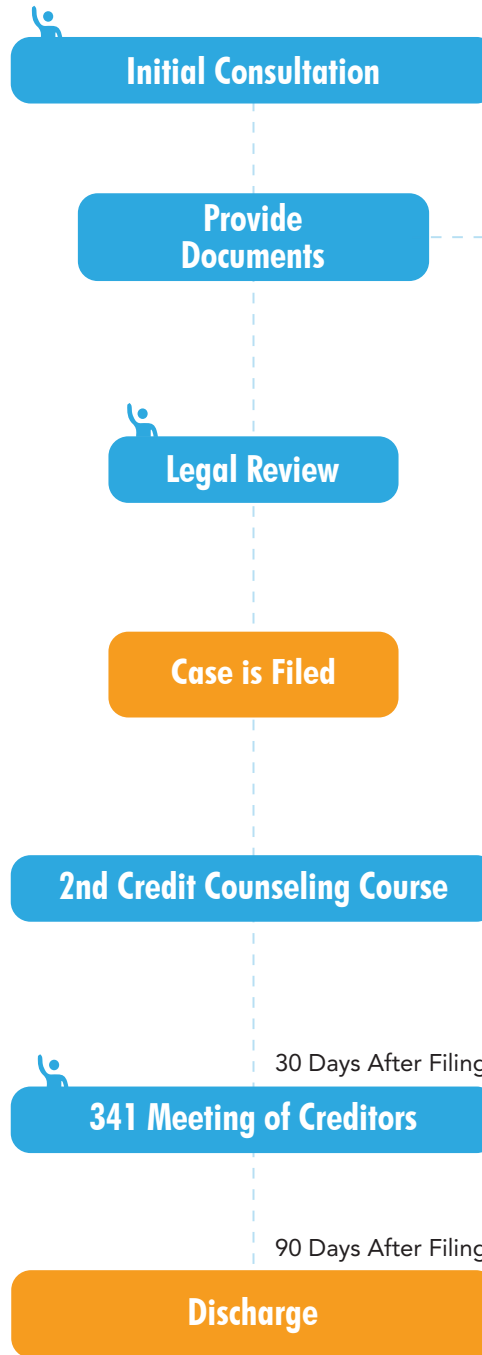 Initial Consultation
Provide
Documents
Legal Review
Case is Filed
2nd Credit Counseling Course
30 Days After Filing
341 Meeting of Creditors
90 Days After Filing
Discharge